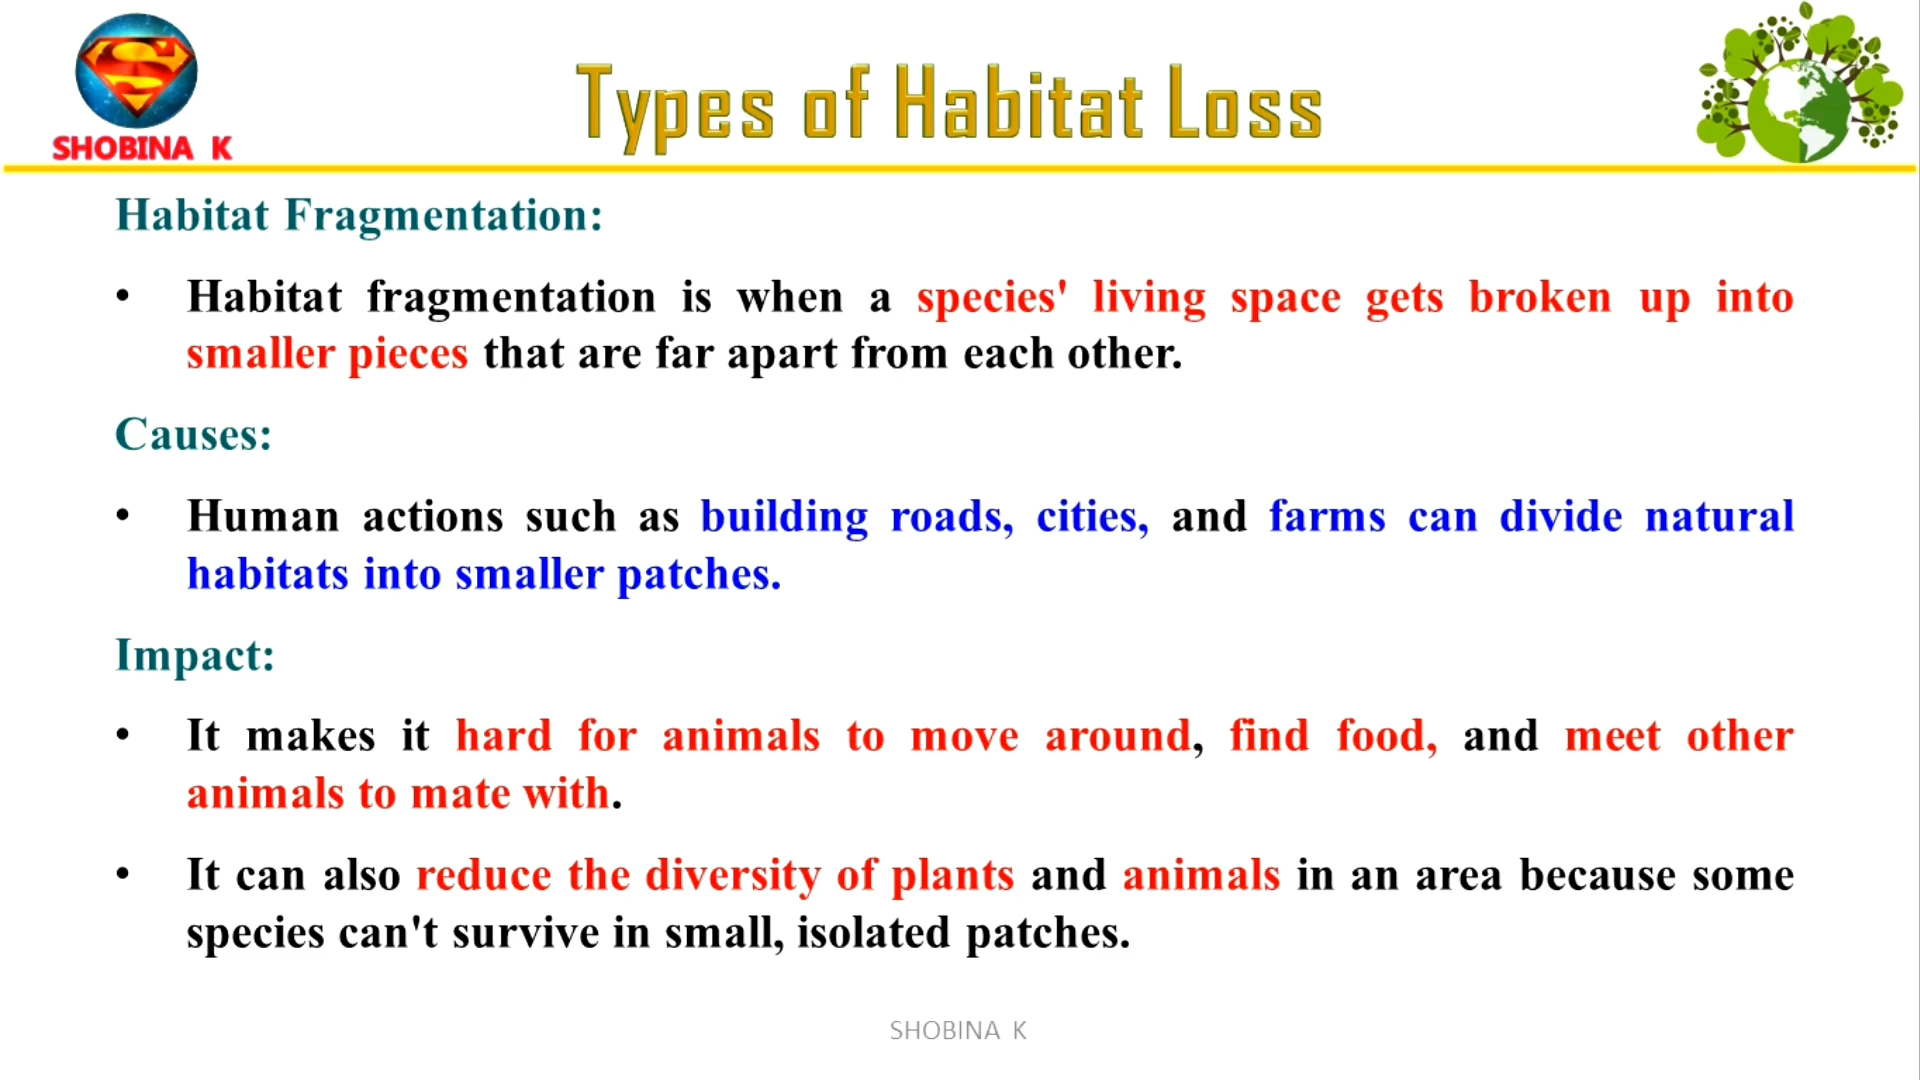 SHOBINA K
Types of Habitat Loss
Habitat Fragmentation:
• Habitat fragmentation is when a species' living space gets broken up into
smaller pieces that are far apart from each other.
Causes:
• Human actions such as building roads, cities, and farms can divide natural
habitats into smaller patches.
Impact:
• It makes it hard for animals to move around, find food, and meet other
animals to mate with.
• It can also reduce the diversity of plants and animals in an area because some
species can't survive in small, isolated patches.
SHOBINA K